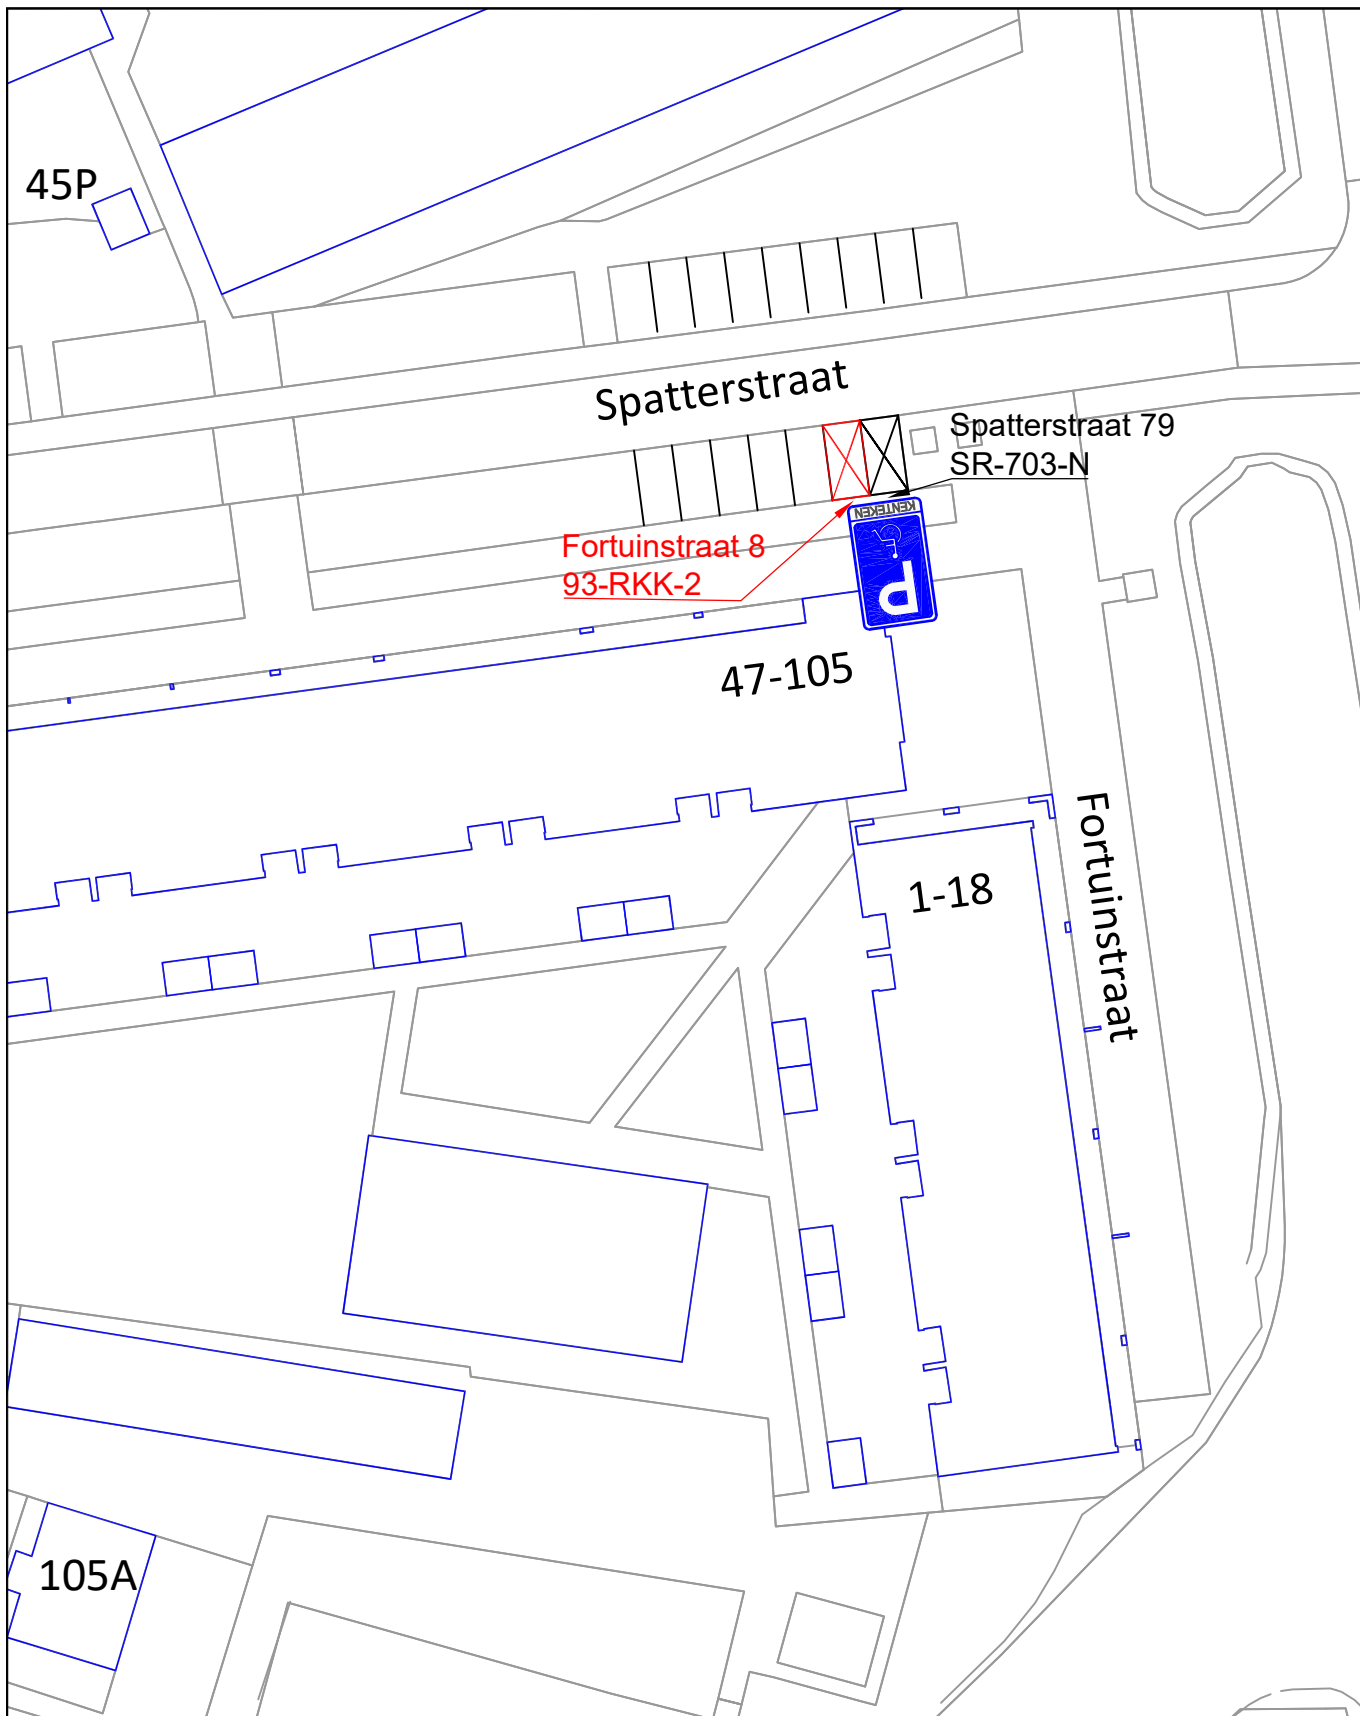 45P
Spatterstraat
Spatterstraat 79
SR-703-N
KENTEKEN
P
Fortuinstraat 8
93-RKK-2
47-105
Fortuinstraat
1-18
105A